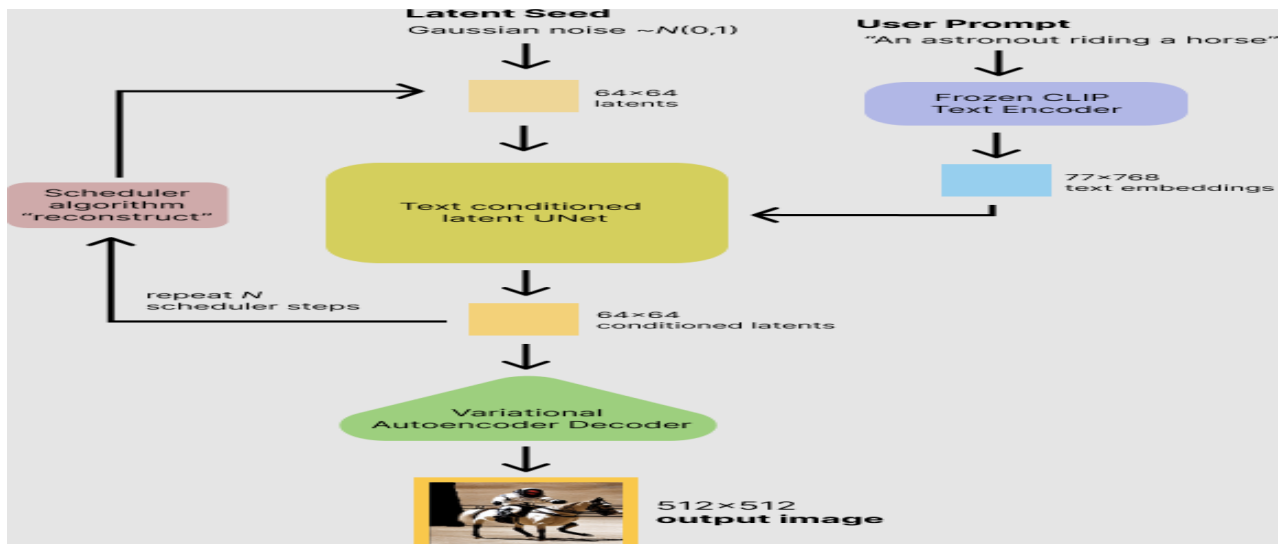 Latent Seed
Gaussian noise ~N(0,1)
User Prompt
“An astronout riding a horse”
64×64
latents
Frozen CLIP
Text Encoder
77×768
text embeddings
Scheduler
algorithm
“reconstruct”
Text conditioned
latent UNet
repeat N
scheduler steps
64×64
conditioned latents
Variational
Autoencoder Decoder
512×512
output image